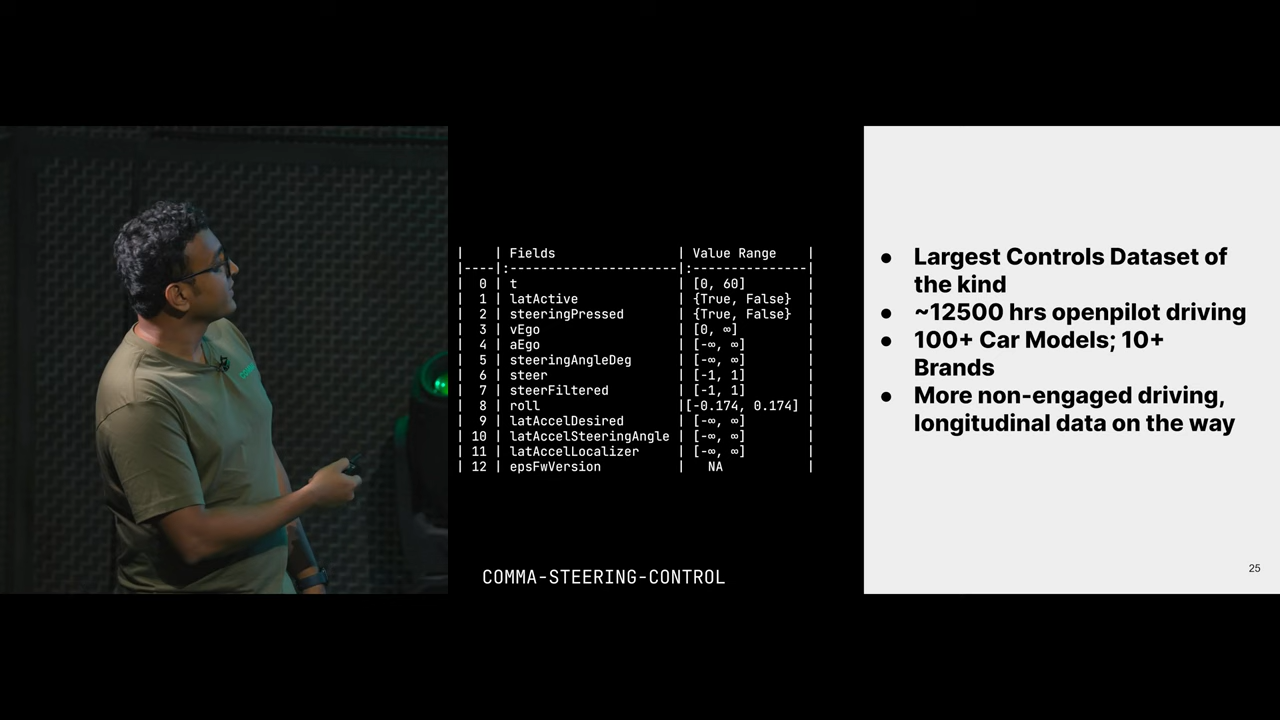 |    | Fields                | Value Range   |
|----|:----------------------|:--------------|
|  0 | t                     | [0, 60]       |
|  1 | latActive             | {True, False} |
|  2 | steeringPressed       | {True, False} |
|  3 | vEgo                  | [0, ∞]        |
|  4 | aEgo                  | [-∞, ∞]       |
|  5 | steeringAngleDeg      | [-∞, ∞]       |
|  6 | steer                 | [-1, 1]       |
|  7 | steerFiltered         | [-1, 1]       |
|  8 | roll                  |[-0.174, 0.174] |
|  9 | latAccelDesired       | [-∞, ∞]       |
| 10 | latAccelSteeringAngle | [-∞, ∞]       |
| 11 | latAccelLocalizer     | [-∞, ∞]       |
| 12 | epsFwVersion          |   NA          |
COMMA-STEERING-CONTROL
● Largest Controls Dataset of
the kind
● ~12500 hrs openpilot driving
● 100+ Car Models; 10+
Brands
● More non-engaged driving,
longitudinal data on the way
25